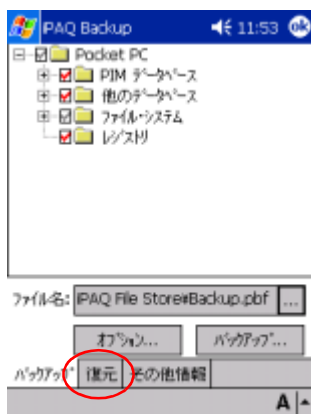 iPAQ Backup 11:53 ok
Pocket PC
PIM ﾃﾞｰﾀﾍﾞｰｽ
他のﾃﾞｰﾀﾍﾞｰｽ
ﾌｧｲﾙ･ｼｽﾃﾑ
ﾚｼﾞｽﾄﾘ
ﾌｧｲﾙ名: iPAQ File Store¥Backup.pbf ...
ｵﾌﾟｼｮﾝ... ﾊﾞｯｸｱｯﾌﾟ...
ﾊﾞｯｸｱｯﾌﾟ 復元 その他情報
A